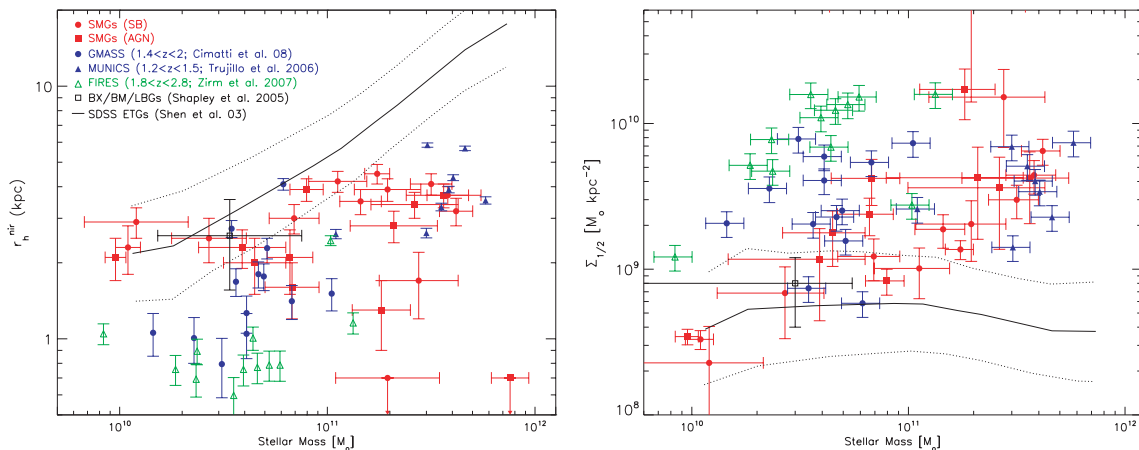 SMGs (SB)
SMGs (AGN)
GMASS (1.4<z<2; Cimatti et al. 08)
MUNICS (1.2<z<1.5; Trujillo et al. 2006)
FIRES (1.8<z<2.8; Zirm et al. 2007)
BX/BM/LBGs (Shapley et al. 2005)
SDSS ETGs (Shen et al. 03)
r_h^nir (kpc)
10
1
10^10
10^11
10^12
Stellar Mass [M_o]
Σ_1/2 [M_o kpc^-2]
10^10
10^9
10^8
10^10
10^11
10^12
Stellar Mass [M_o]